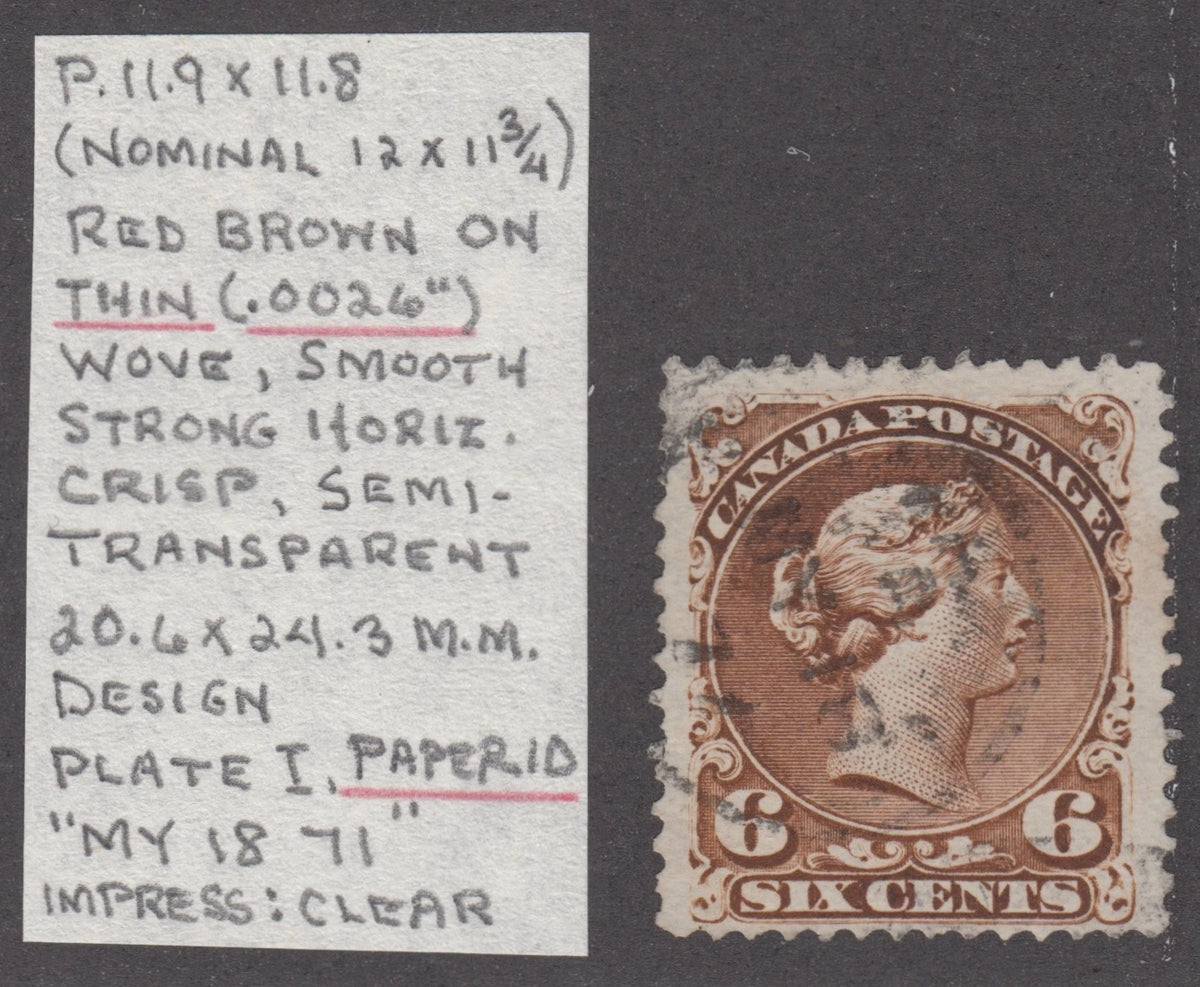 P. 11.9 x 11.8
(NOMINAL 12 x 11 3/4)
RED BROWN ON
THIN (.0026")
WOVE, SMOOTH
STRONG HORIZ.
CRISP, SEMI-
TRANSPARENT
20.6 x 24.3 M.M.
DESIGN
PLATE I, PAPER 10
"MY 18 71"
IMPRESS: CLEAR
CANADA POSTAGE
6 6
SIX CENTS